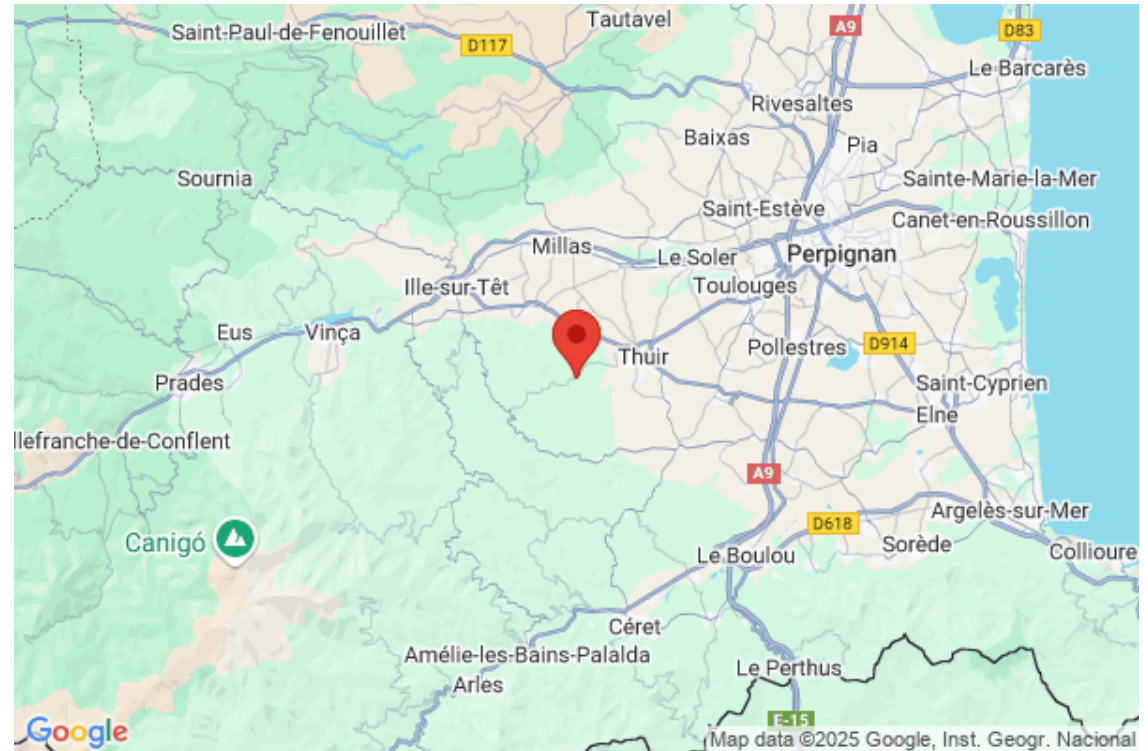 Tautavel
A9
D83
Saint-Paul-de-Fenouillet
D117
Le Barcarès
Rivesaltes
Baixas
Pia
Sournia
Sainte-Marie-la-Mer
Saint-Estève
Canet-en-Roussillon
Millas
Le Soler
Perpignan
Ille-sur-Têt
Toulouges
Eus
Vinça
Thuir
Pollestres
D914
Prades
Saint-Cyprien
Elne
llefranche-de-Conflent
A9
Argelès-sur-Mer
D618
Canigó
Le Boulou
Sorède
Collioure
Céret
Amélie-les-Bains-Palalda
Le Perthus
Arles
E-15
Google
Map data ©2025 Google, Inst. Geogr. Nacional